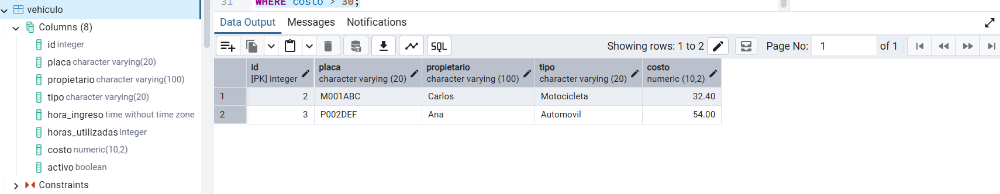 vehiculo
Columns (8)
id integer
placa character varying(20)
propietario character varying(100)
tipo character varying(20)
hora_ingreso time without time zone
horas_utilizadas integer
costo numeric(10,2)
activo boolean
Constraints
31 WHERE costo > 30;
Data Output Messages Notifications
SQL Showing rows: 1 to 2 Page No: 1 of 1
id placa propietario tipo costo
[PK] integer character varying (20) character varying (100) character varying (20) numeric (10,2)
1 2 M001ABC Carlos Motocicleta 32.40
2 3 P002DEF Ana Automovil 54.00